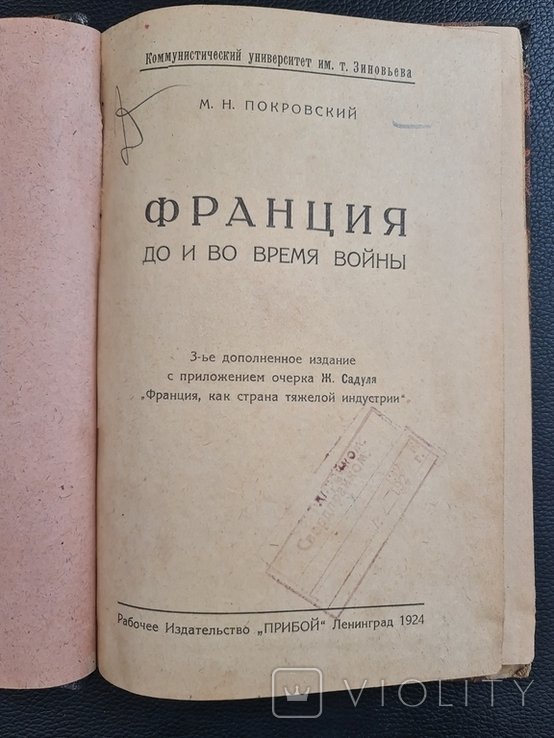 Коммунистический университет им. т. Зиновьева
М. Н. ПОКРОВСКИЙ
ФРАНЦИЯ
ДО И ВО ВРЕМЯ ВОЙНЫ
3-ье дополненное издание
с приложением очерка Ж. Садуля
„Франция, как страна тяжелой индустрии“
Рабочее Издательство „ПРИБОЙ“ Ленинград 1924
VIOLITY